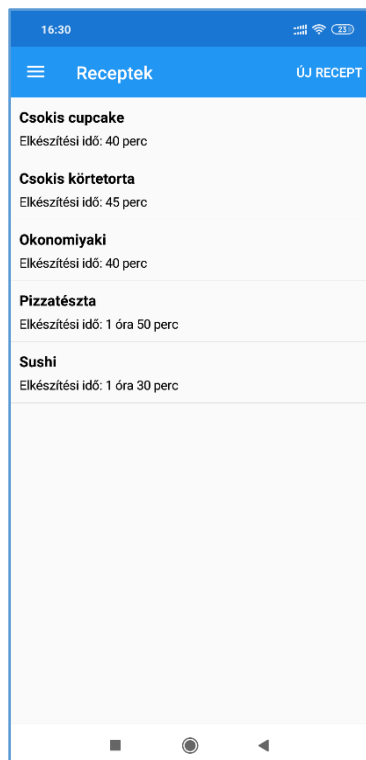 16:30
23
Receptek
ÚJ RECEPT
Csokis cupcake
Elkészítési idő: 40 perc
Csokis körtetorta
Elkészítési idő: 45 perc
Okonomiyaki
Elkészítési idő: 40 perc
Pizzatészta
Elkészítési idő: 1 óra 50 perc
Sushi
Elkészítési idő: 1 óra 30 perc